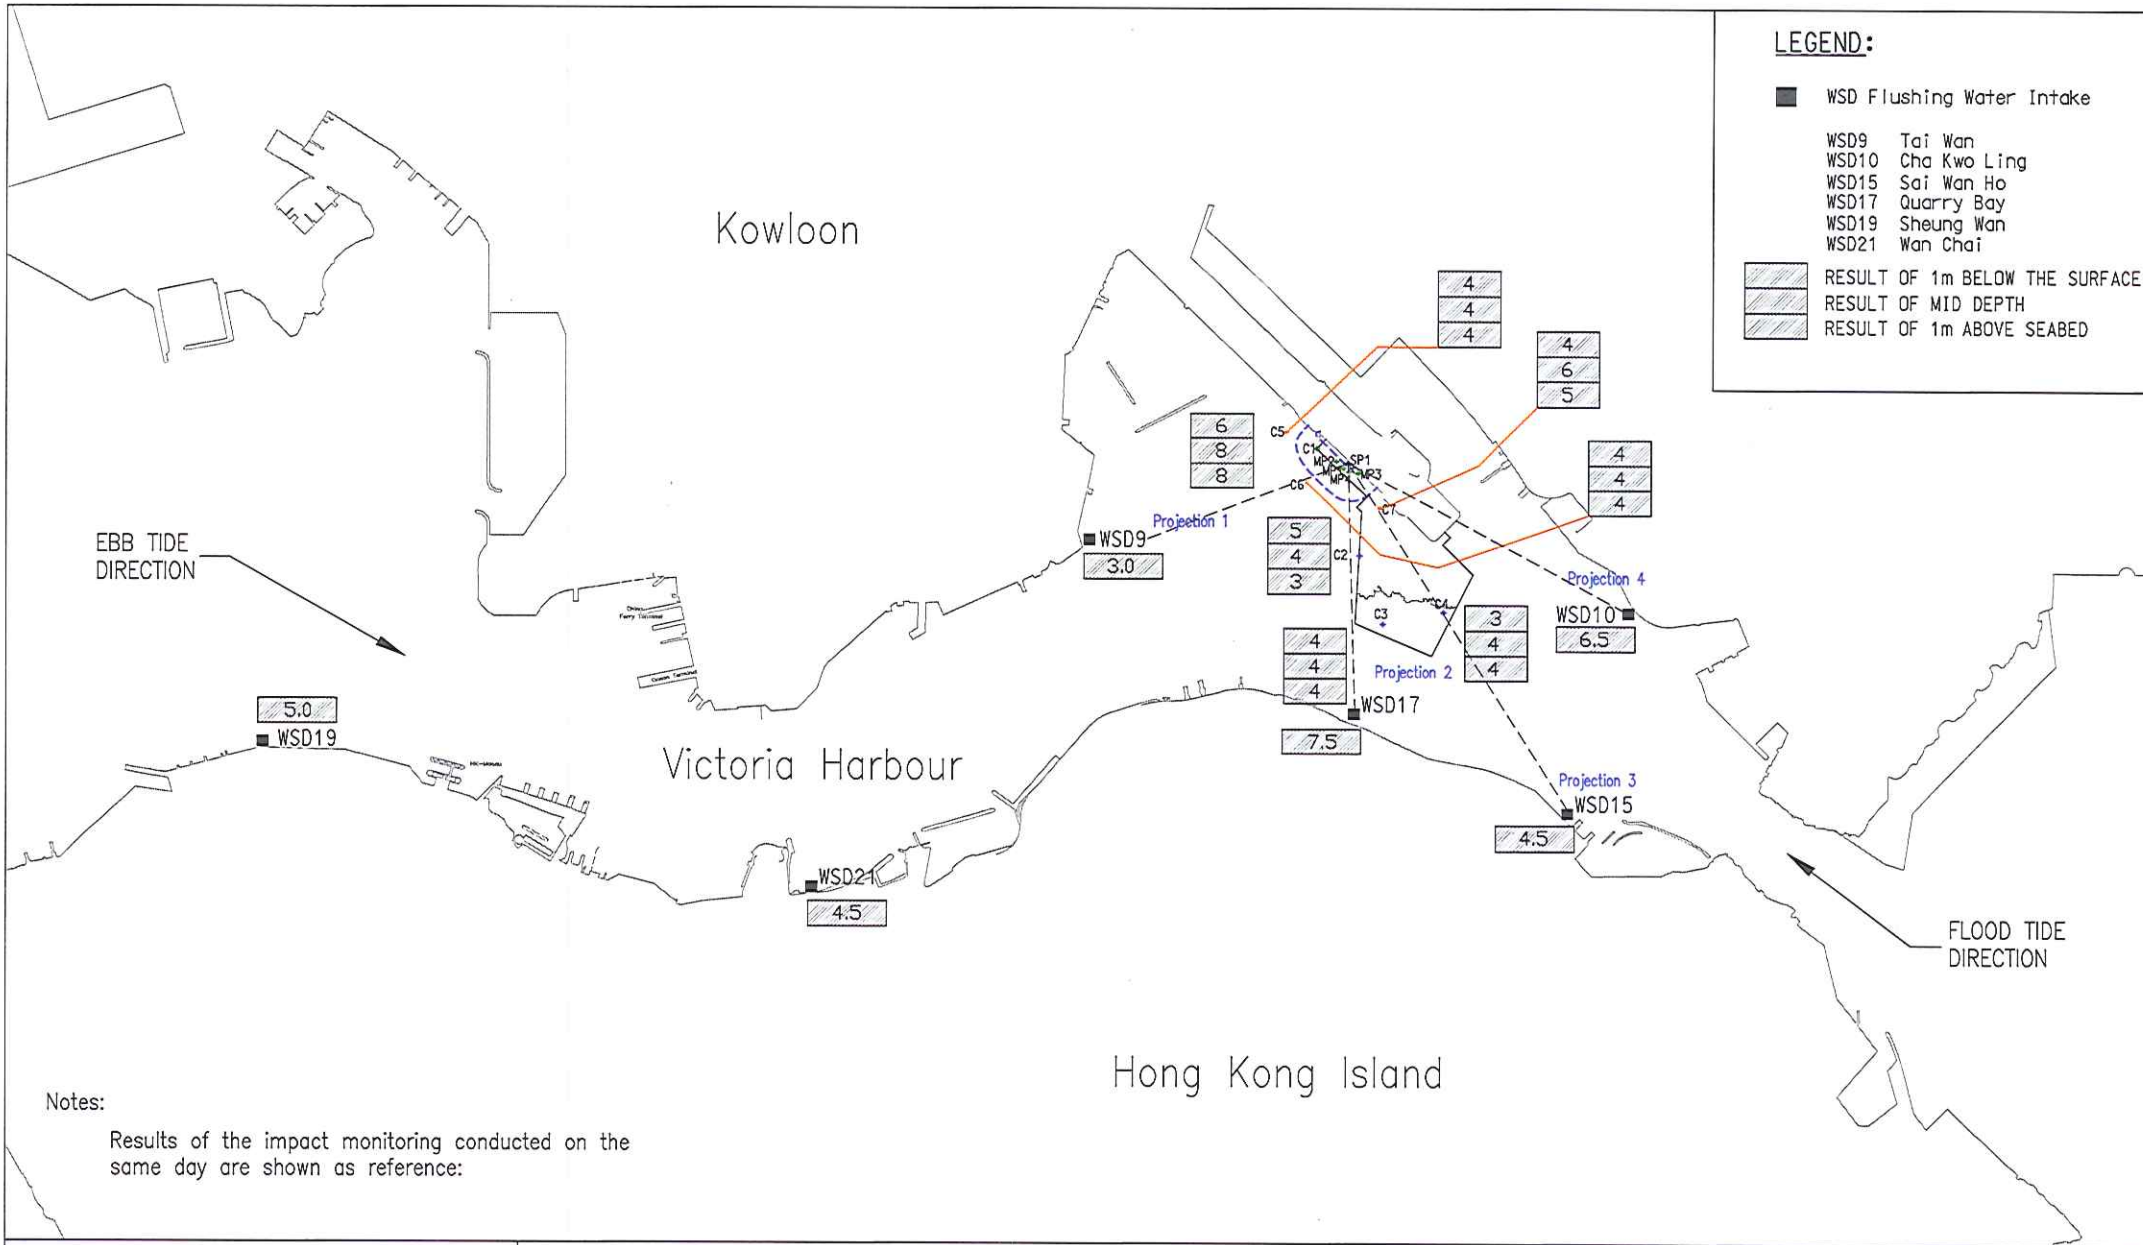 LEGEND:
WSD Flushing Water Intake
WSD9 Tai Wan
WSD10 Cha Kwo Ling
WSD15 Sai Wan Ho
WSD17 Quarry Bay
WSD19 Sheung Wan
WSD21 Wan Chai
RESULT OF 1m BELOW THE SURFACE
RESULT OF MID DEPTH
RESULT OF 1m ABOVE SEABED
Kowloon
4
4
4
4
6
5
6
8
8
C5
C1
SP1
MP3
C6
C7
4
4
4
Projection 1
WSD9
3.0
5
4
3
C2
EBB TIDE
DIRECTION
Projection 4
WSD10
6.5
C3
C4
3
4
4
Ferry Terminal
Ocean Terminal
4
4
4
Projection 2
WSD17
7.5
5.0
WSD19
Victoria Harbour
Projection 3
WSD15
4.5
WSD21
4.5
FLOOD TIDE
DIRECTION
Hong Kong Island
Notes:
Results of the impact monitoring conducted on the
same day are shown as reference: